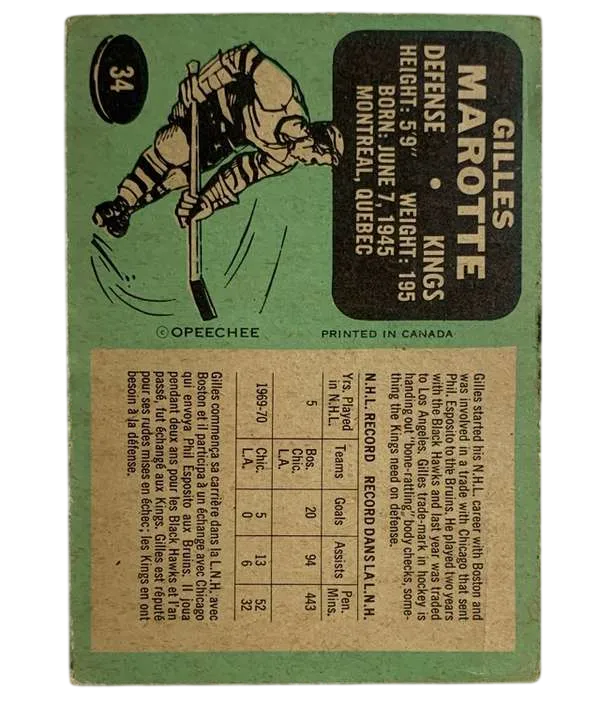 34
GILLES
MAROTTE
DEFENSE • KINGS
HEIGHT: 5'9" WEIGHT: 195
BORN: JUNE 7, 1945
MONTREAL, QUEBEC
© OPEECHEE PRINTED IN CANADA
Gilles started his N.H.L. career with Boston and
was involved in a trade with Chicago that sent
Phil Esposito to the Bruins. He played two years
with the Black Hawks and last year was traded
to Los Angeles. Gilles trade-mark in hockey is
handing out "bone-rattling" body checks, some-
thing the Kings need on defense.
N.H.L. RECORD RECORD DANS LA L.N.H.
Yrs. Played in N.H.L. Teams Goals Assists Pen. Mins.
5 Bos. Chic. L.A. 20 94 443
1969-70 Chic. 5 13 52
L.A. 0 6 32
Gilles commença sa carrière dans la L.N.H. avec
Boston et il participa à un échange avec Chicago
qui envoya Phil Esposito aux Bruins. Il joua
pendant deux ans pour les Black Hawks et l'an
passé, fut échangé aux Kings. Gilles est réputé
pour ses rudes mises en échec; les Kings en ont
besoin à la défense.